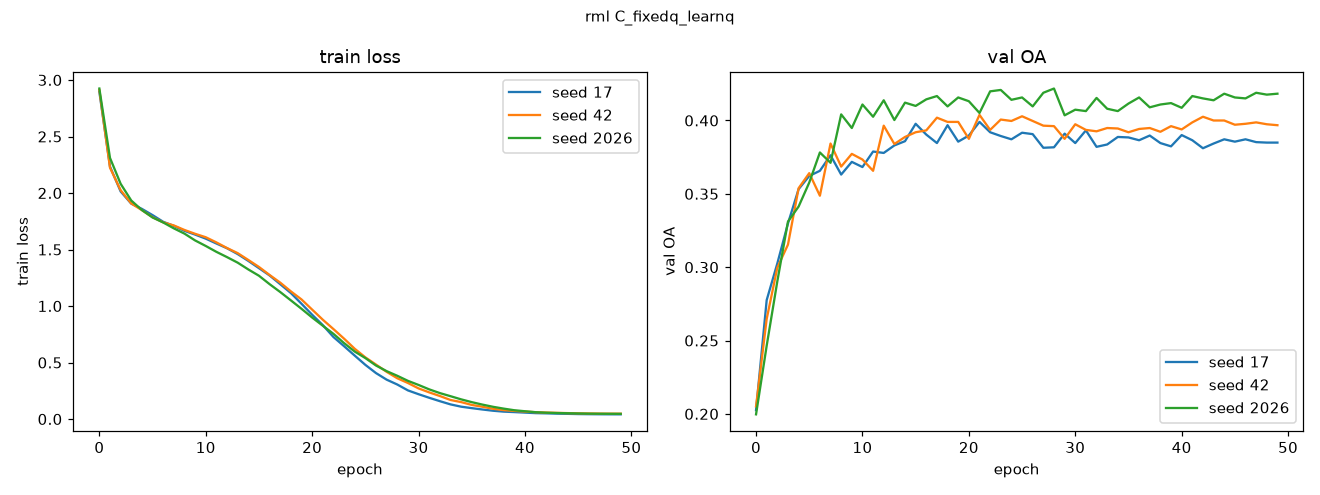 rml C_fixedq_learnq
train loss
train loss
3.0
2.5
2.0
1.5
1.0
0.5
0.0
0
10
20
30
40
50
epoch
seed 17
seed 42
seed 2026
val OA
val OA
0.40
0.35
0.30
0.25
0.20
0
10
20
30
40
50
epoch
seed 17
seed 42
seed 2026